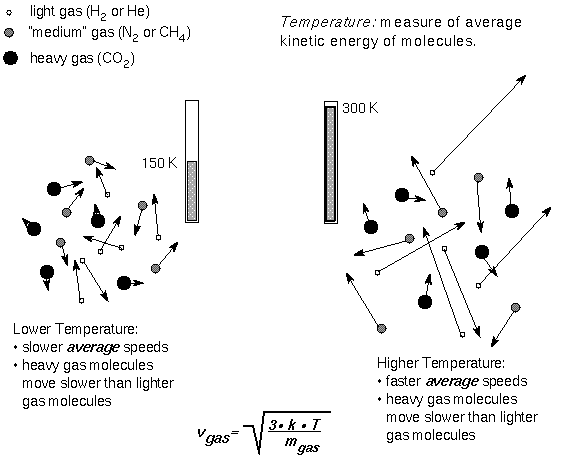 light gas (H2 or He)
"medium" gas (N2 or CH4)
heavy gas (CO2)
Temperature: measure of average
kinetic energy of molecules.
150 K
300 K
Lower Temperature:
• slower average speeds
• heavy gas molecules
move slower than lighter
gas molecules
Higher Temperature:
• faster average speeds
• heavy gas molecules
move slower than lighter
gas molecules
vgas = √(3 • k • T / mgas)